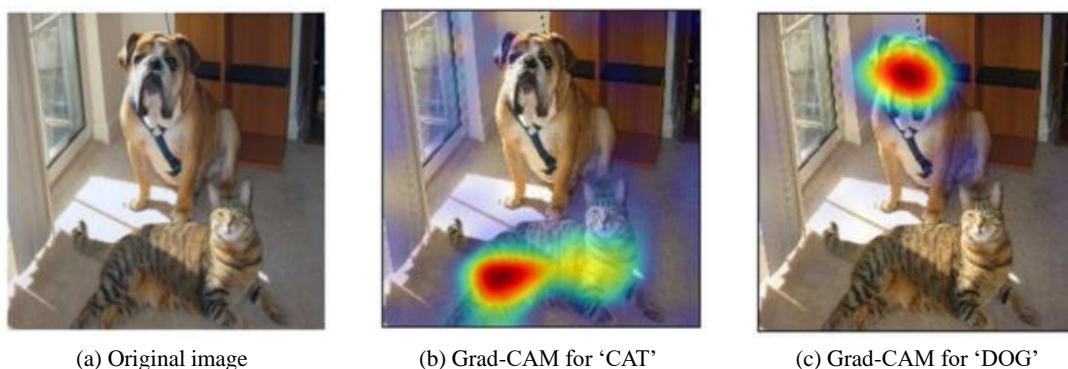 (a) Original image
(b) Grad-CAM for ‘CAT’
(c) Grad-CAM for ‘DOG’